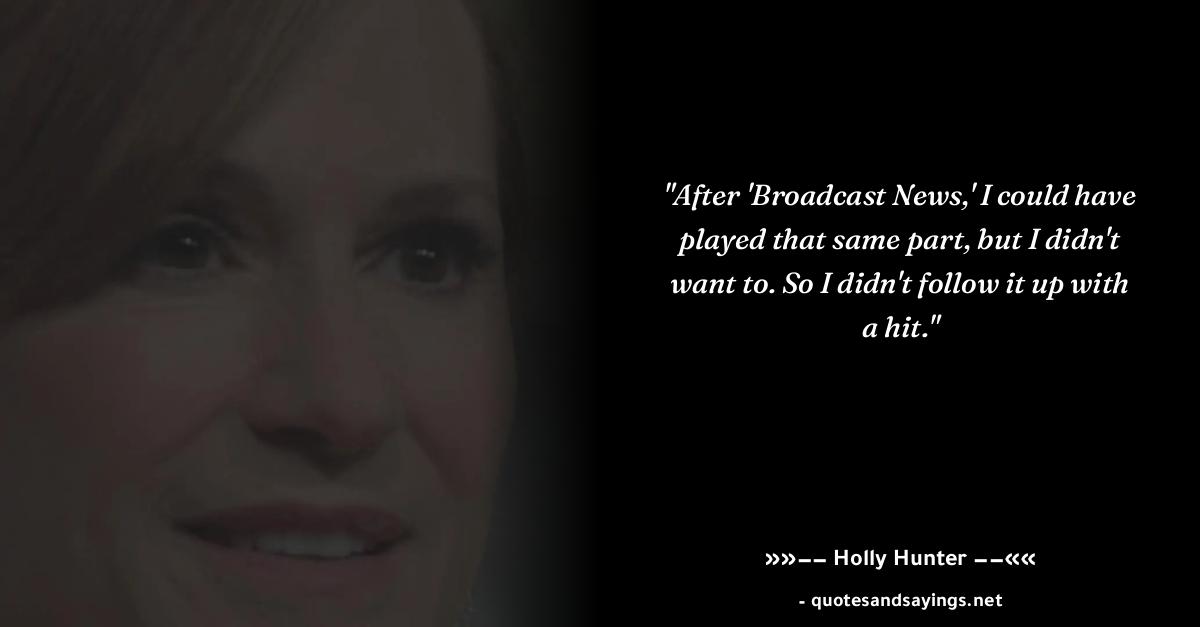 "After 'Broadcast News,' I could have
played that same part, but I didn't
want to. So I didn't follow it up with
a hit."
»»−− Holly Hunter −−««
- quotesandsayings.net